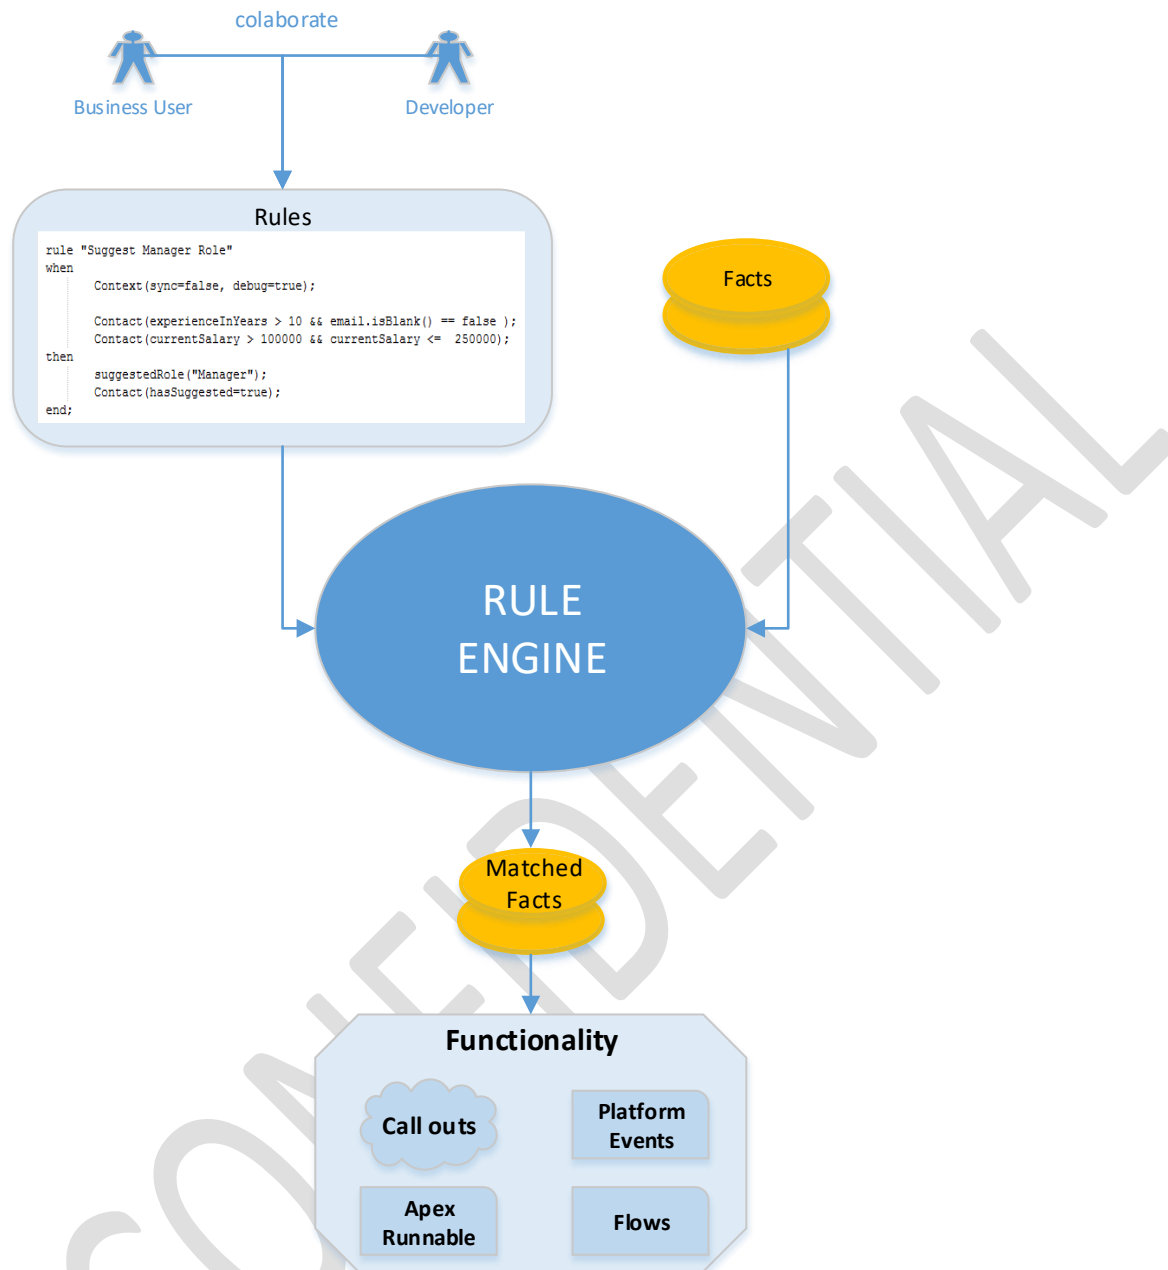 colaborate
Business User
Developer
Rules
rule "Suggest Manager Role"
when
Context(sync=false, debug=true);
Contact(experienceInYears > 10 && email.isBlank() == false );
Contact(currentSalary > 100000 && currentSalary <=  250000);
then
suggestedRole("Manager");
Contact(hasSuggested=true);
end;
Facts
RULE
ENGINE
Matched
Facts
Functionality
Call outs
Platform
Events
Apex
Runnable
Flows
CONFIDENTIAL